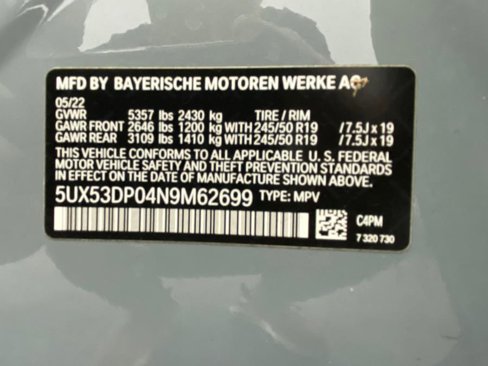 MFD BY BAYERISCHE MOTOREN WERKE AG
05/22
GVWR 5357 lbs 2430 kg TIRE / RIM
GAWR FRONT 2646 lbs 1200 kg WITH 245/50 R19 / 7.5J x 19
GAWR REAR 3109 lbs 1410 kg WITH 245/50 R19 / 7.5J x 19
THIS VEHICLE CONFORMS TO ALL APPLICABLE U. S. FEDERAL
MOTOR VEHICLE SAFETY AND THEFT PREVENTION STANDARDS
IN EFFECT ON THE DATE OF MANUFACTURE SHOWN ABOVE.
5UX53DP04N9M62699 TYPE: MPV
C4PM
7 320 730